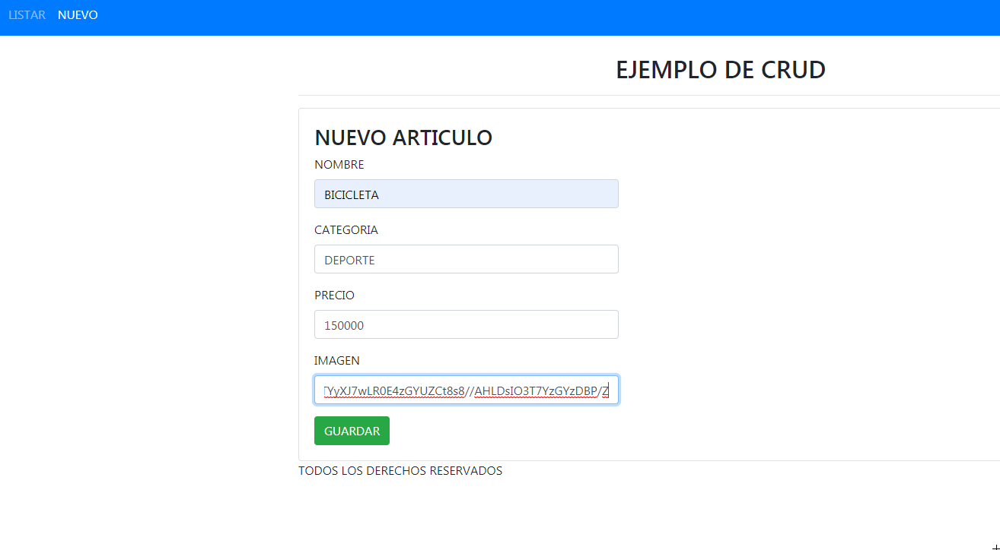 LISTAR NUEVO
EJEMPLO DE CRUD
NUEVO ARTICULO
NOMBRE
BICICLETA
CATEGORIA
DEPORTE
PRECIO
150000
IMAGEN
YyXJ7wLR0E4zGYUZCt8s8//AHLDsIO3T7YzGYzDBP/Z
GUARDAR
TODOS LOS DERECHOS RESERVADOS